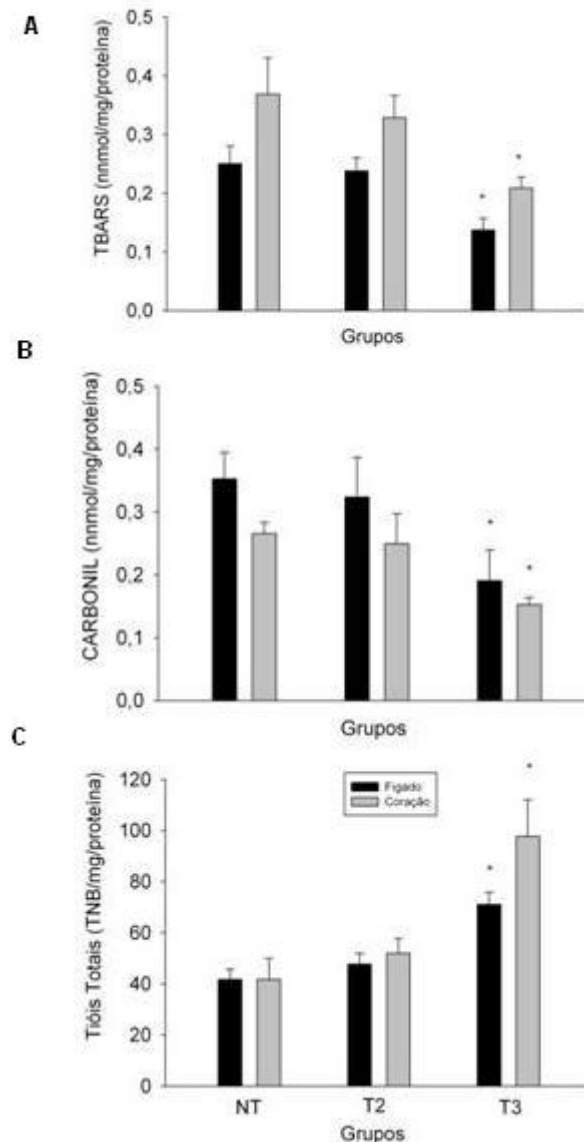 A
TBARS (nnmol/mg/proteína)
0,5
0,4
0,3
0,2
0,1
0,0
*
*
Grupos
B
CARBONIL (nnmol/mg/proteína)
0,5
0,4
0,3
0,2
0,1
0,0
*
*
Grupos
C
Tióis Totais (TNB/mg/proteína)
120
100
80
60
40
20
0
Figado
Coração
*
*
NT
T2
T3
Grupos